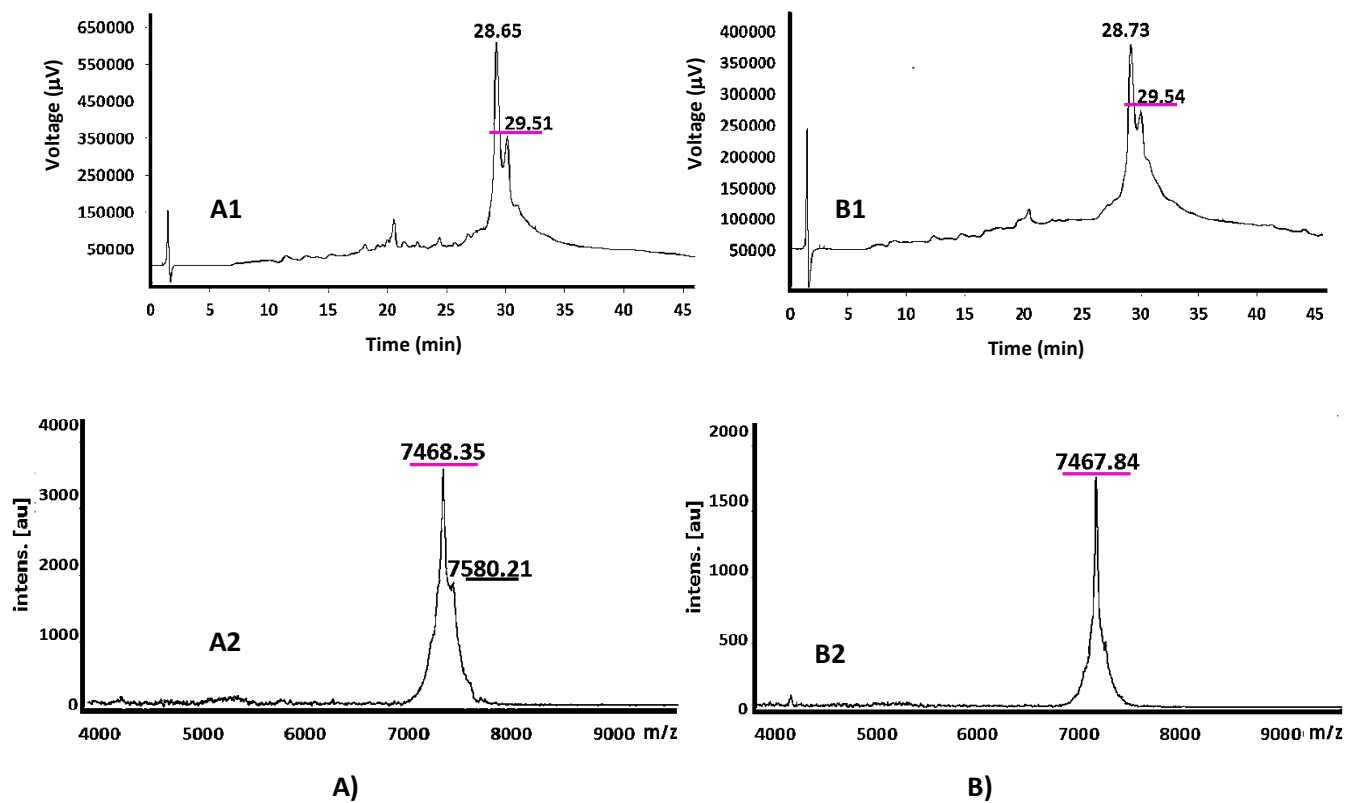 650000
550000
450000
350000
250000
150000
50000
Voltage (µV)
28.65
29.51
A1
0 5 10 15 20 25 30 35 40 45
Time (min)
400000
350000
300000
250000
200000
150000
100000
50000
Voltage (µV)
28.73
29.54
B1
0 5 10 15 20 25 30 35 40 45
Time (min)
4000
3000
2000
1000
0
intens. [au]
7468.35
7580.21
A2
4000 5000 6000 7000 8000 9000 m/z
2000
1500
1000
500
0
intens. [au]
7467.84
B2
4000 5000 6000 7000 8000 9000 m/z
A)
B)